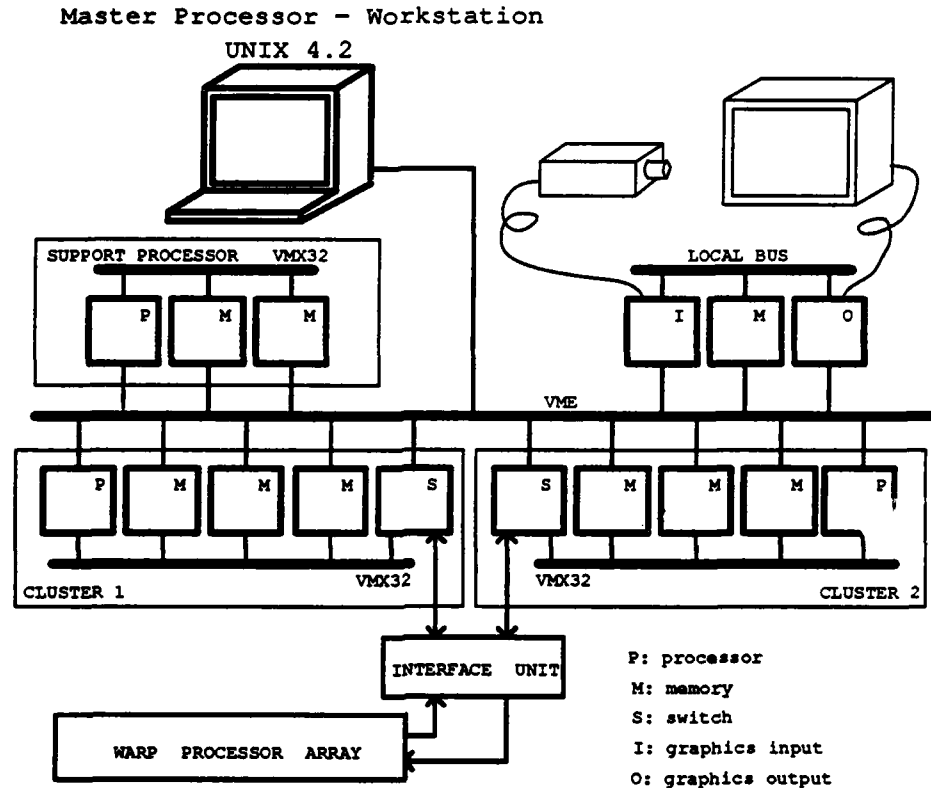 Master Processor - Workstation
UNIX 4.2
SUPPORT PROCESSOR VMX32
LOCAL BUS
P M M
I M O
VME
P M M M S
S M M M P
VMX32
VMX32
CLUSTER 1
CLUSTER 2
INTERFACE UNIT
WARP PROCESSOR ARRAY
P: processor
M: memory
S: switch
I: graphics input
O: graphics output